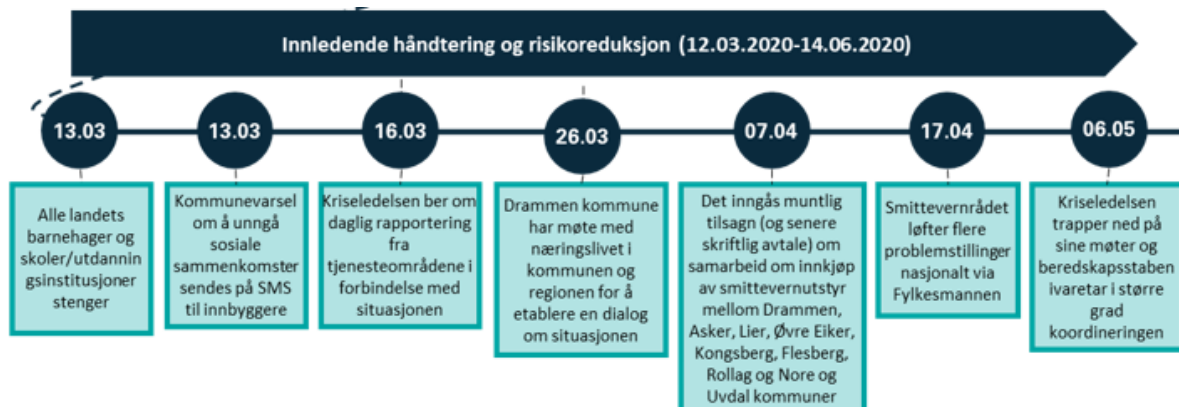 Innledende håndtering og risikoreduksjon (12.03.2020-14.06.2020)
13.03
Alle landets
barnehager og
skoler/utdannin
gsinstitusjoner
stenger
13.03
Kommunevarsel
om å unngå
sosiale
sammenkomster
sendes på SMS
til innbyggere
16.03
Kriseledelsen ber om
daglig rapportering
fra
tjenesteområdene i
forbindelse med
situasjonen
26.03
Drammen kommune
har møte med
næringslivet i
kommunen og
regionen for å
etablere en dialog
om situasjonen
07.04
Det inngås muntlig
tilsagn (og senere
skriftlig avtale) om
samarbeid om innkjøp
av smittevernutstyr
mellom Drammen,
Asker, Lier, Øvre Eiker,
Kongsberg, Flesberg,
Rollag og Nore og
Uvdal kommuner
17.04
Smittevernrådet
løfter flere
problemstillinger
nasjonalt via
Fylkesmannen
06.05
Kriseledelsen
trapper ned på
sine møter og
beredskapsstaben
ivaretar i større
grad
koordineringen